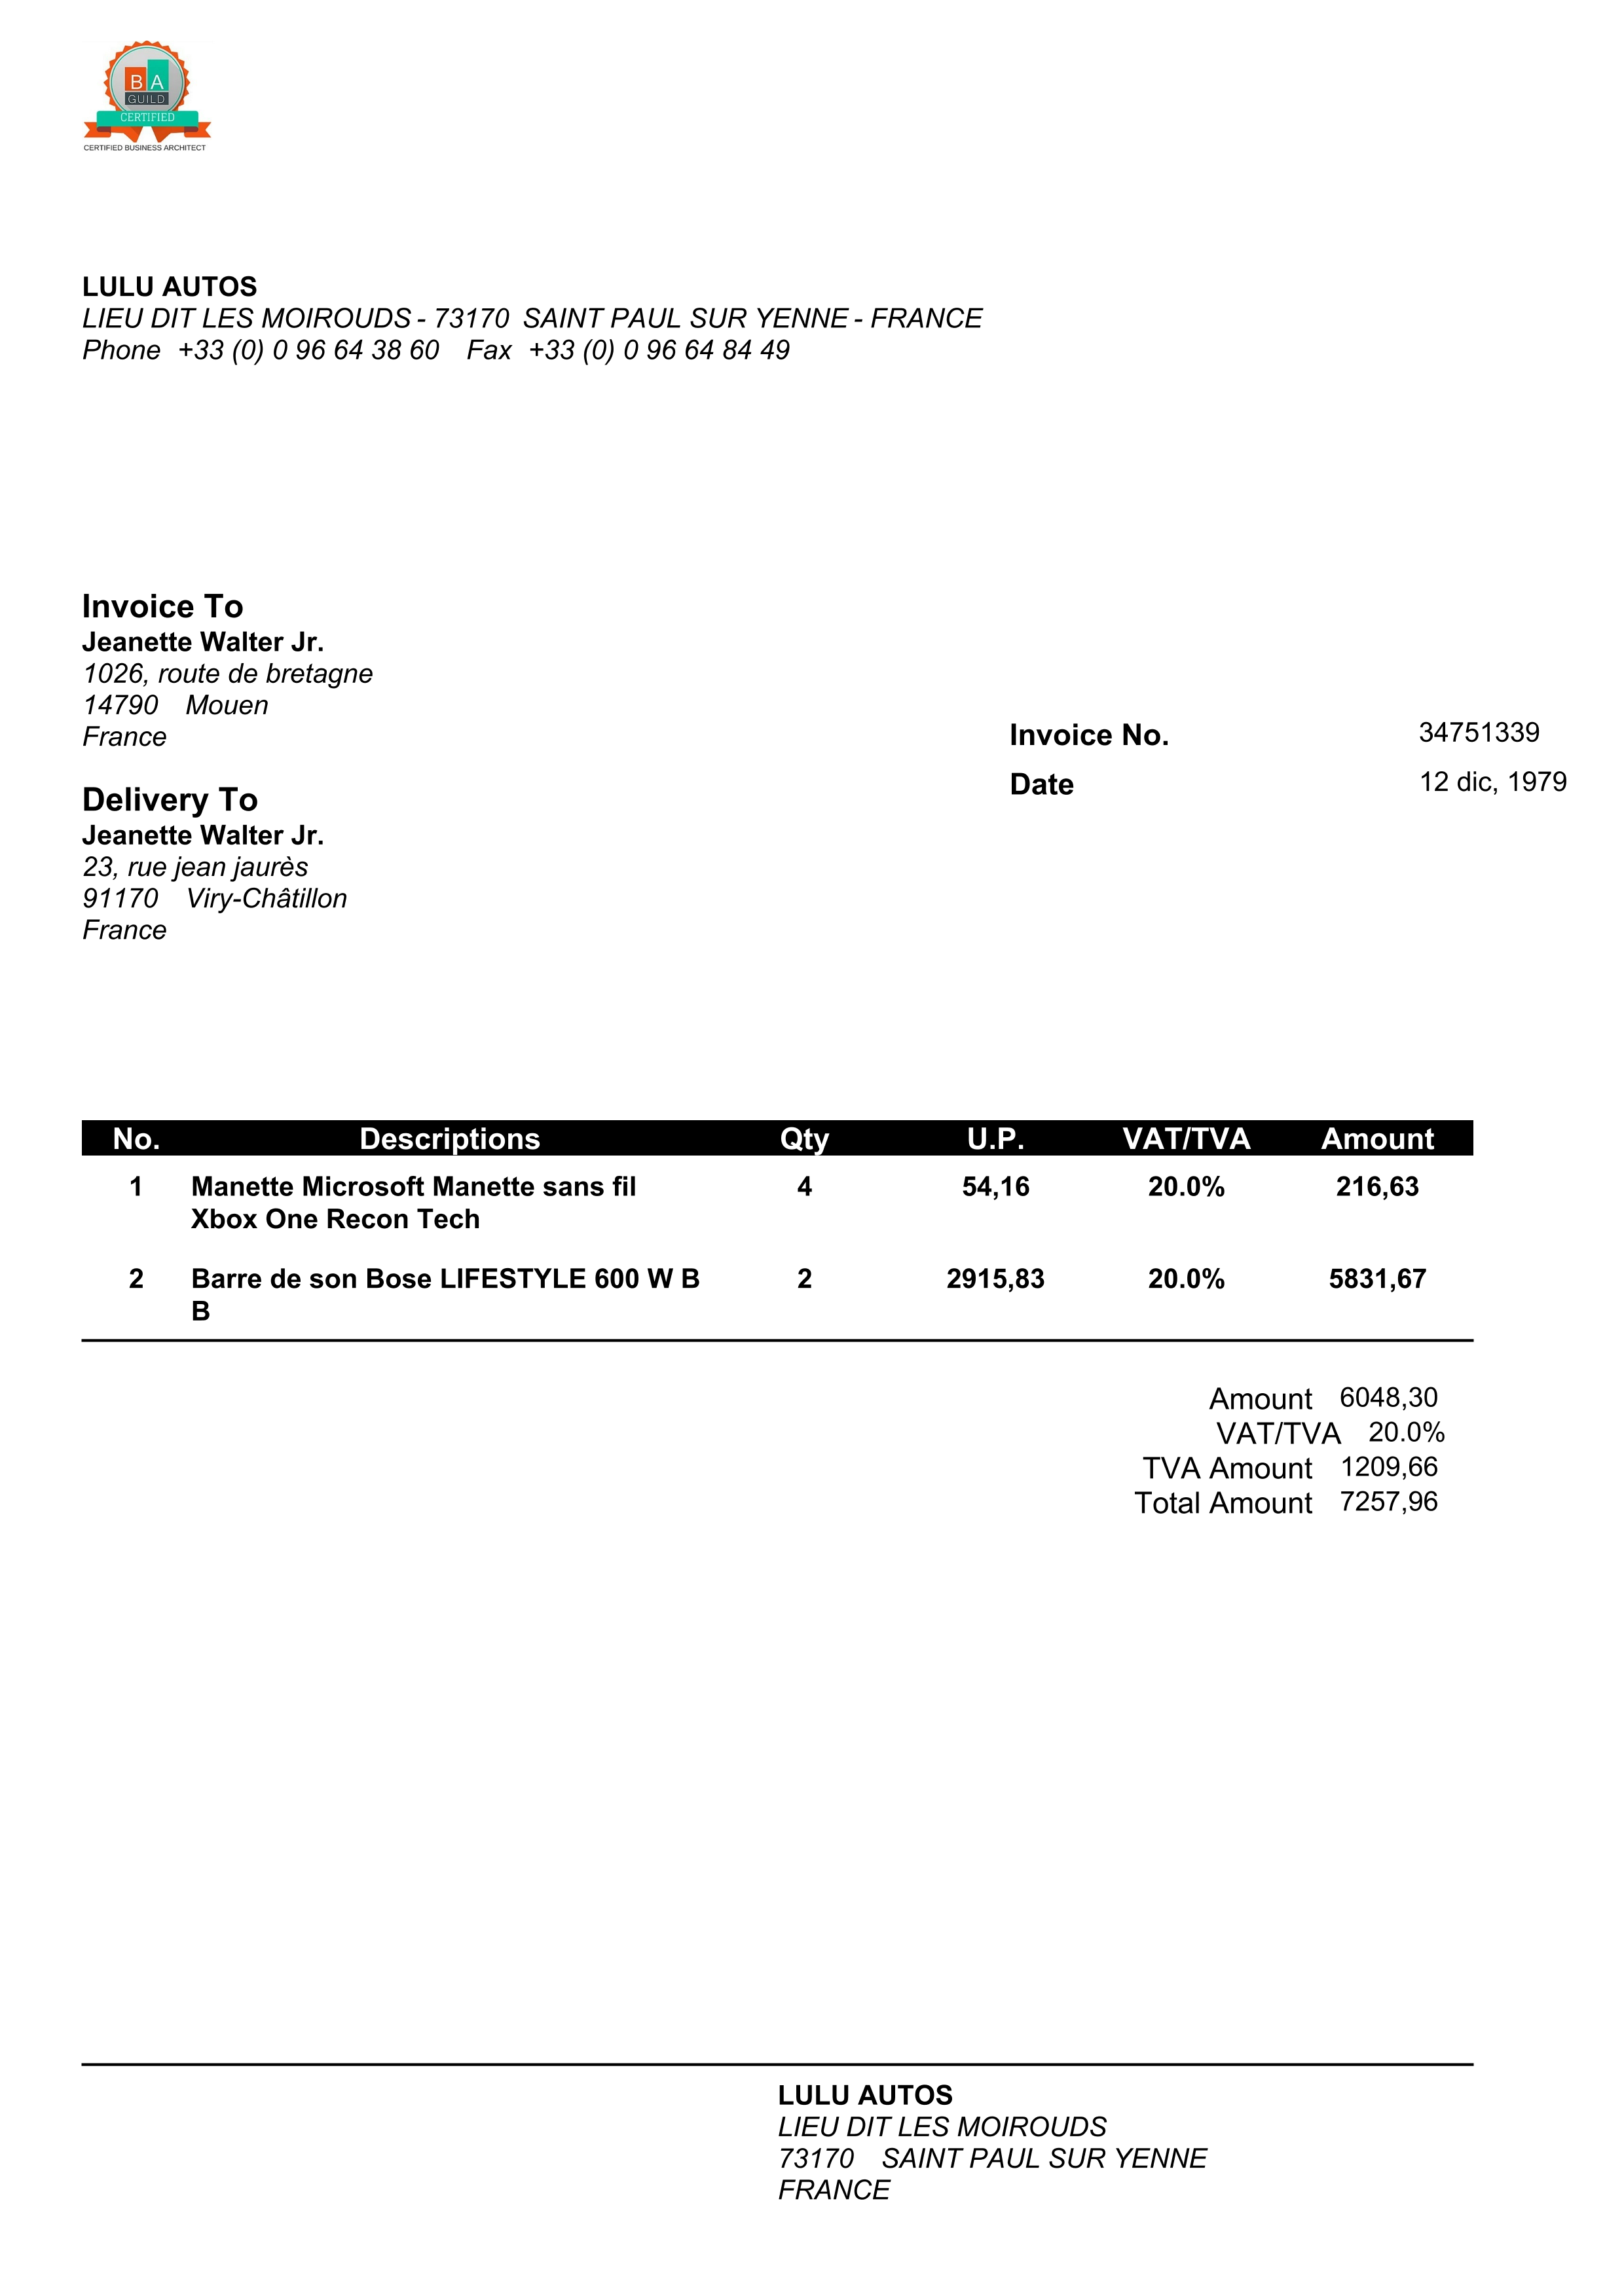 B A
GUILD
CERTIFIED
CERTIFIED BUSINESS ARCHITECT
LULU AUTOS
LIEU DIT LES MOIROUDS - 73170 SAINT PAUL SUR YENNE - FRANCE
Phone +33 (0) 0 96 64 38 60 Fax +33 (0) 0 96 64 84 49
Invoice To
Jeanette Walter Jr.
1026, route de bretagne
14790 Mouen
France
Invoice No. 34751339
Date 12 dic, 1979
Delivery To
Jeanette Walter Jr.
23, rue jean jaurès
91170 Viry-Châtillon
France
No. Descriptions Qty U.P. VAT/TVA Amount
1 Manette Microsoft Manette sans fil 4 54,16 20.0% 216,63
Xbox One Recon Tech
2 Barre de son Bose LIFESTYLE 600 W B 2 2915,83 20.0% 5831,67
B
Amount 6048,30
VAT/TVA 20.0%
TVA Amount 1209,66
Total Amount 7257,96
LULU AUTOS
LIEU DIT LES MOIROUDS
73170 SAINT PAUL SUR YENNE
FRANCE